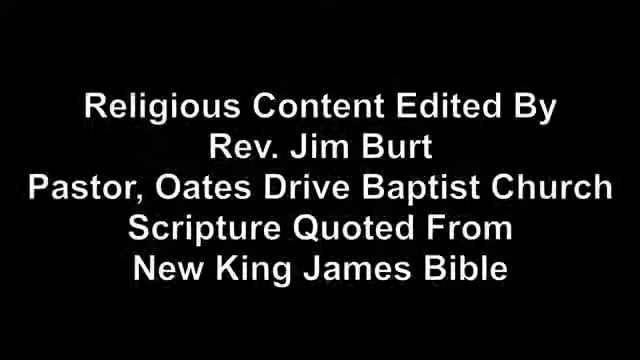 Religious Content Edited By
Rev. Jim Burt
Pastor, Oates Drive Baptist Church
Scripture Quoted From
New King James Bible